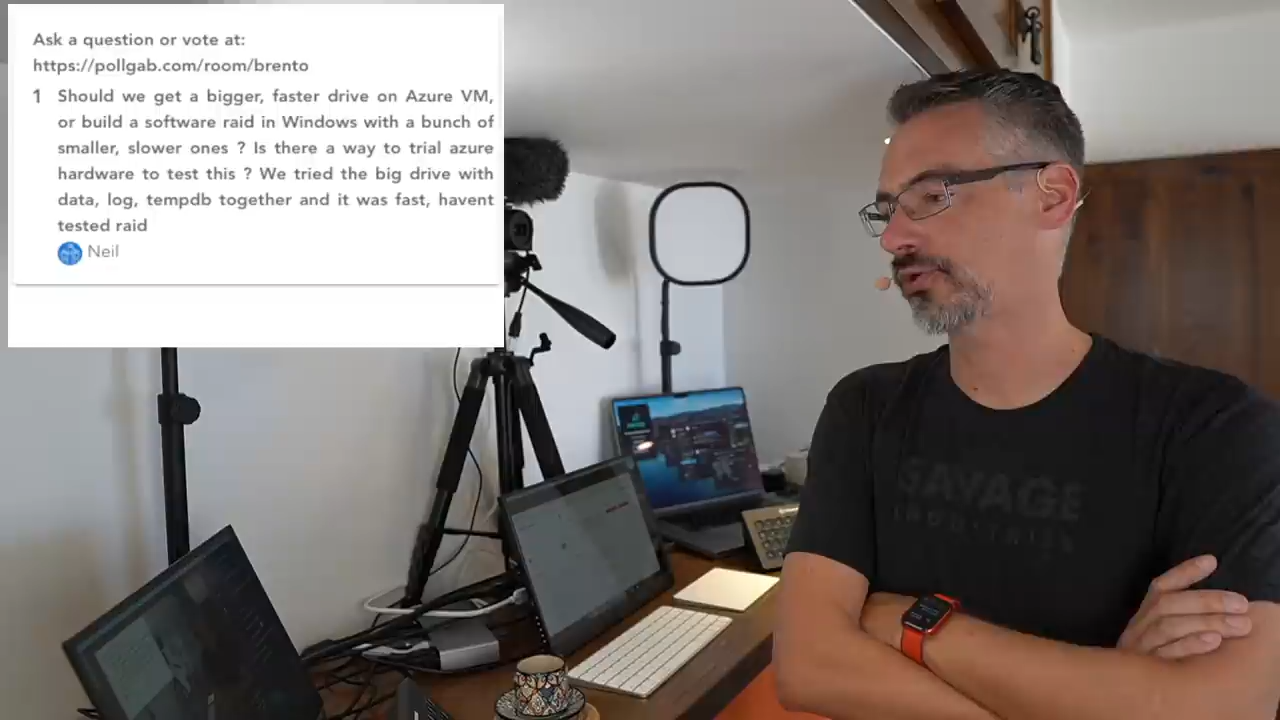 Ask a question or vote at:
https://pollgab.com/room/brento
1 Should we get a bigger, faster drive on Azure VM,
or build a software raid in Windows with a bunch of
smaller, slower ones ? Is there a way to trial azure
hardware to test this ? We tried the big drive with
data, log, tempdb together and it was fast, havent
tested raid
Neil
SAVAGE